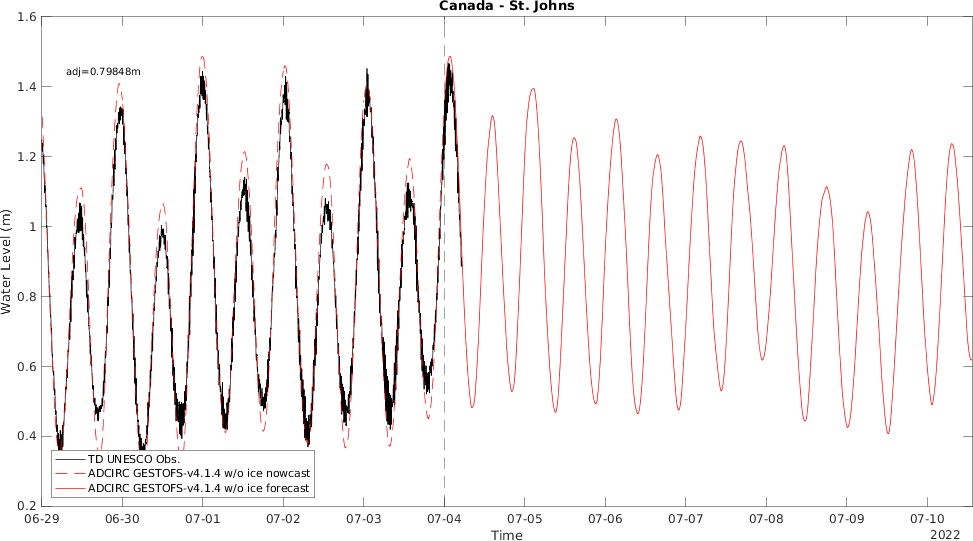 Canada - St. Johns
1.6
adj=0.79848m
1.4
1.2
1
0.8
0.6
0.4
0.2
Water Level (m)
TD UNESCO Obs.
ADCIRC GESTOFS-v4.1.4 w/o ice nowcast
ADCIRC GESTOFS-v4.1.4 w/o ice forecast
06-29 06-30 07-01 07-02 07-03 07-04 07-05 07-06 07-07 07-08 07-09 07-10
Time
2022